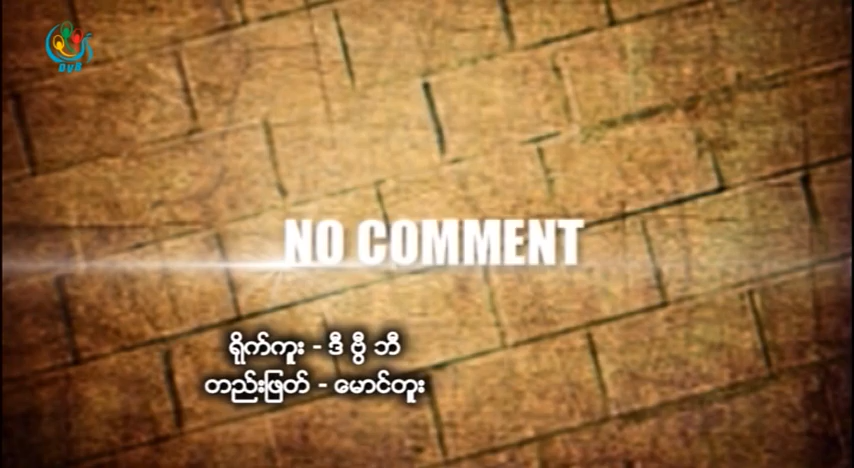 DVB
NO COMMENT
ရိုက်ကူး - ဒီ ဗွီ ဘီ
တည်းဖြတ် - မောင်တူး